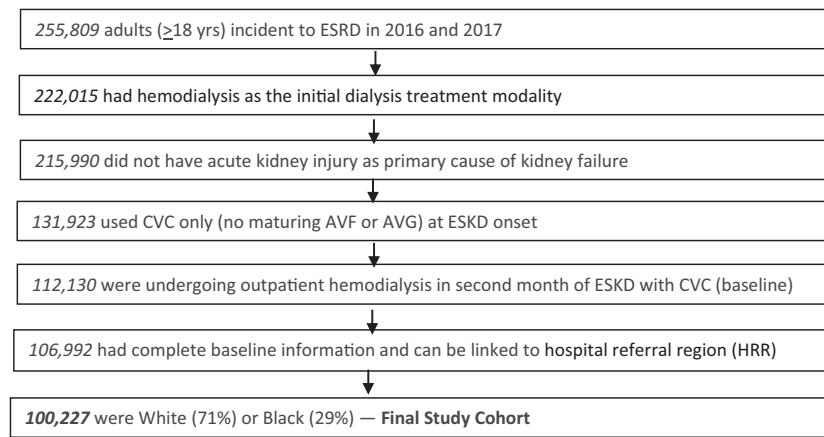 255,809 adults (≥18 yrs) incident to ESRD in 2016 and 2017
222,015 had hemodialysis as the initial dialysis treatment modality
215,990 did not have acute kidney injury as primary cause of kidney failure
131,923 used CVC only (no maturing AVF or AVG) at ESKD onset
112,130 were undergoing outpatient hemodialysis in second month of ESKD with CVC (baseline)
106,992 had complete baseline information and can be linked to hospital referral region (HRR)
100,227 were White (71%) or Black (29%) — Final Study Cohort